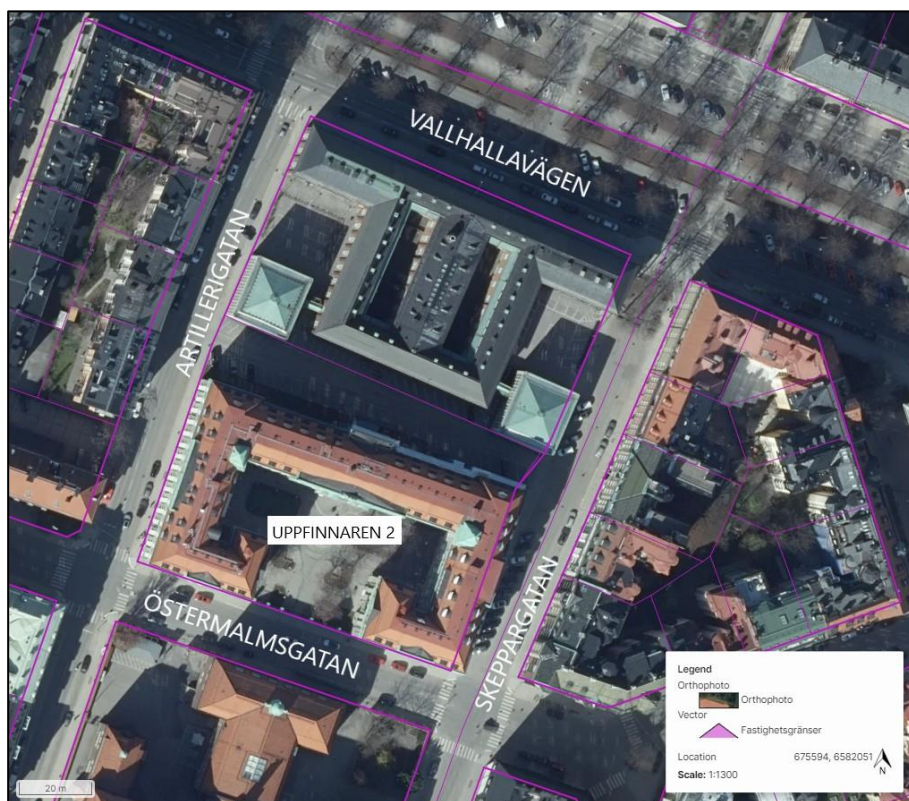 VALLHALLAVÄGEN
ARTILLERIGATAN
UPPFINNAREN 2
ÖSTERMALMSGATAN
SKEPPARGATAN
Legend
Orthophoto
Orthophoto
Vector
Fastighetsgränser
Location 675594, 6582051
Scale: 1:1300
N
20 m